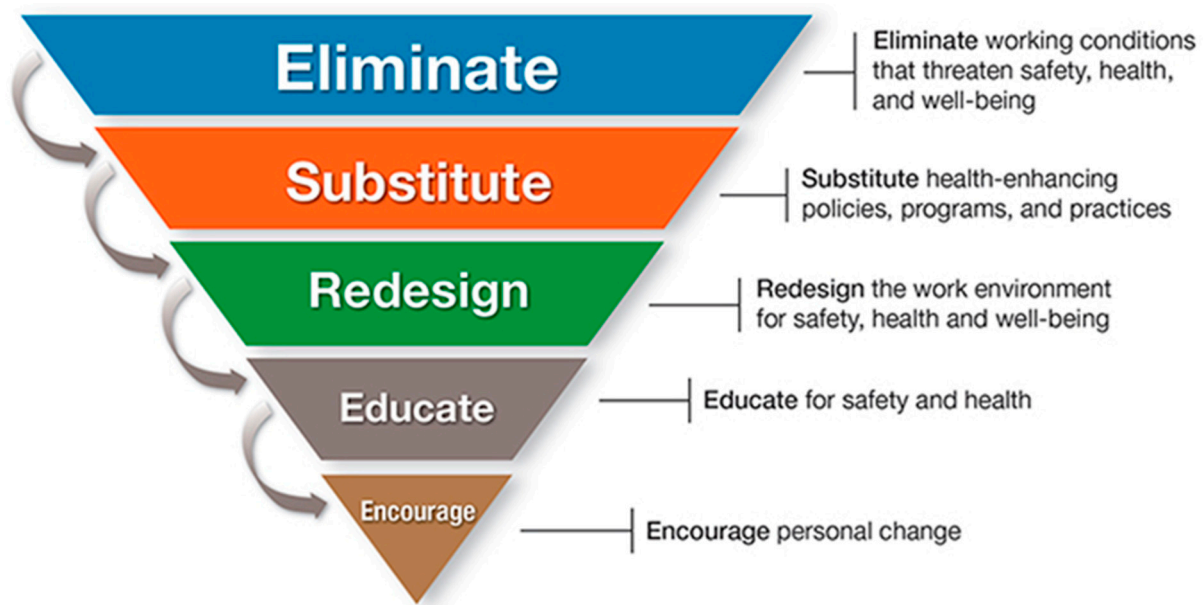 Eliminate
Eliminate working conditions
that threaten safety, health,
and well-being
Substitute
Substitute health-enhancing
policies, programs, and practices
Redesign
Redesign the work environment
for safety, health and well-being
Educate
Educate for safety and health
Encourage
Encourage personal change